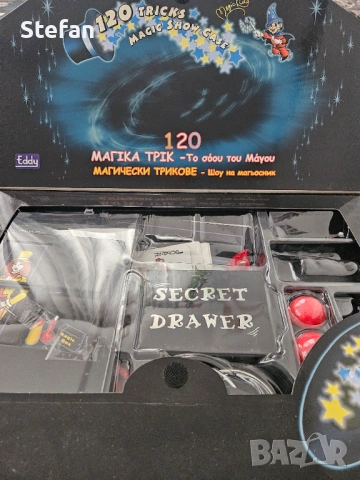 Stefan
120 TRICKS
MAGIC SHOW CASE
120
ΜΑΓΙΚΑ ΤΡΙΚ - Το σόου του Μάγου
МАГИЧЕСКИ ТРИКОВЕ - Шоу на магьосник
Eddy
SECRET
DRAWER
BAZAR